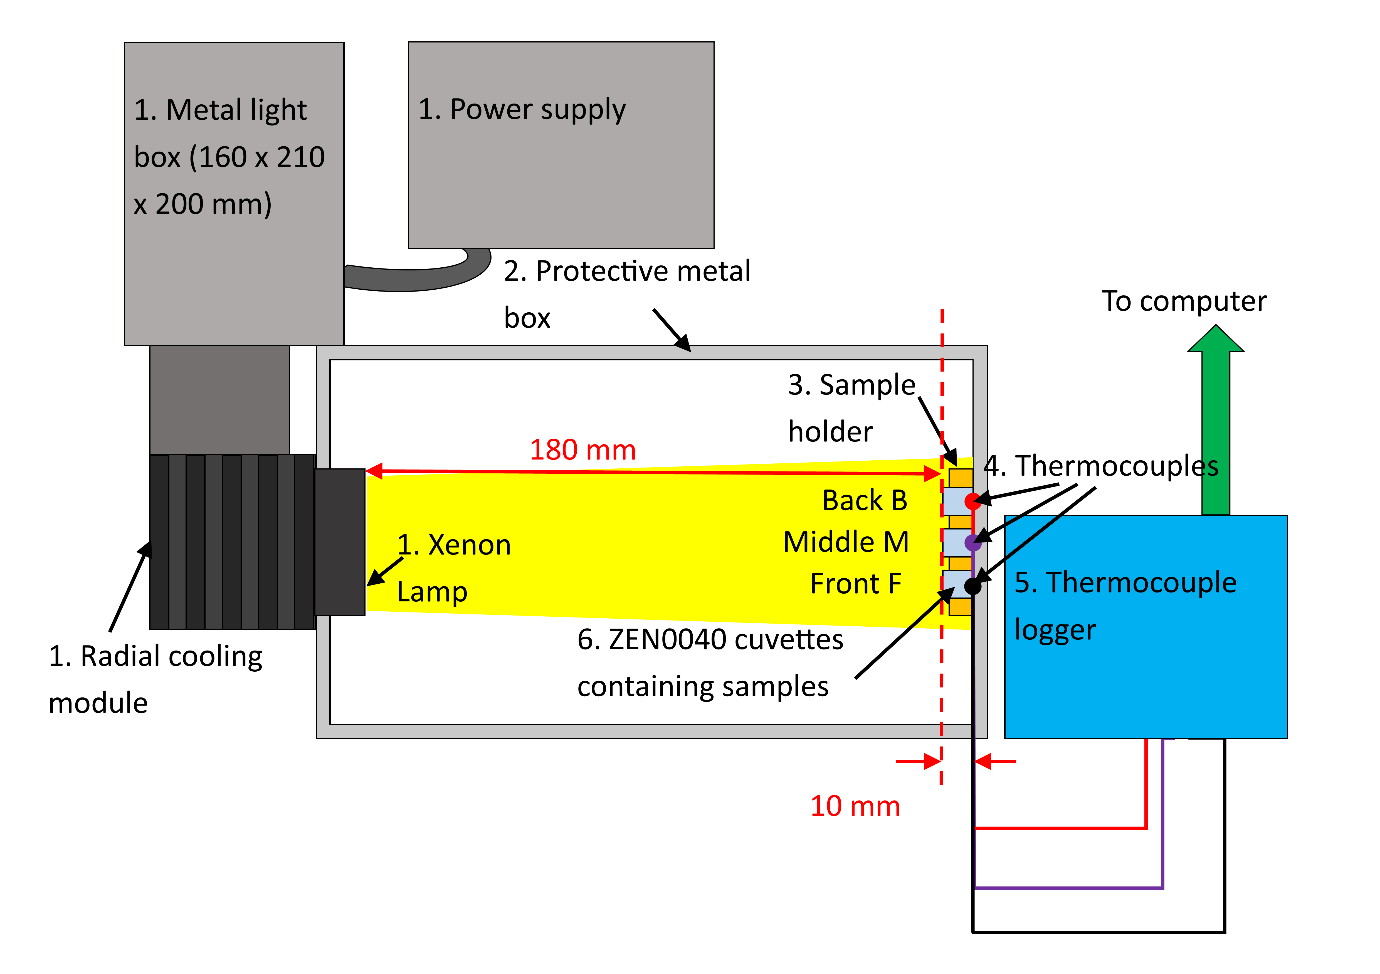 1. Metal light
box (160 x 210
x 200 mm)
1. Power supply
2. Protective metal
box
To computer
3. Sample
holder
180 mm
4. Thermocouples
Back B
Middle M
Front F
1. Xenon
Lamp
5. Thermocouple
logger
6. ZEN0040 cuvettes
containing samples
1. Radial cooling
module
10 mm